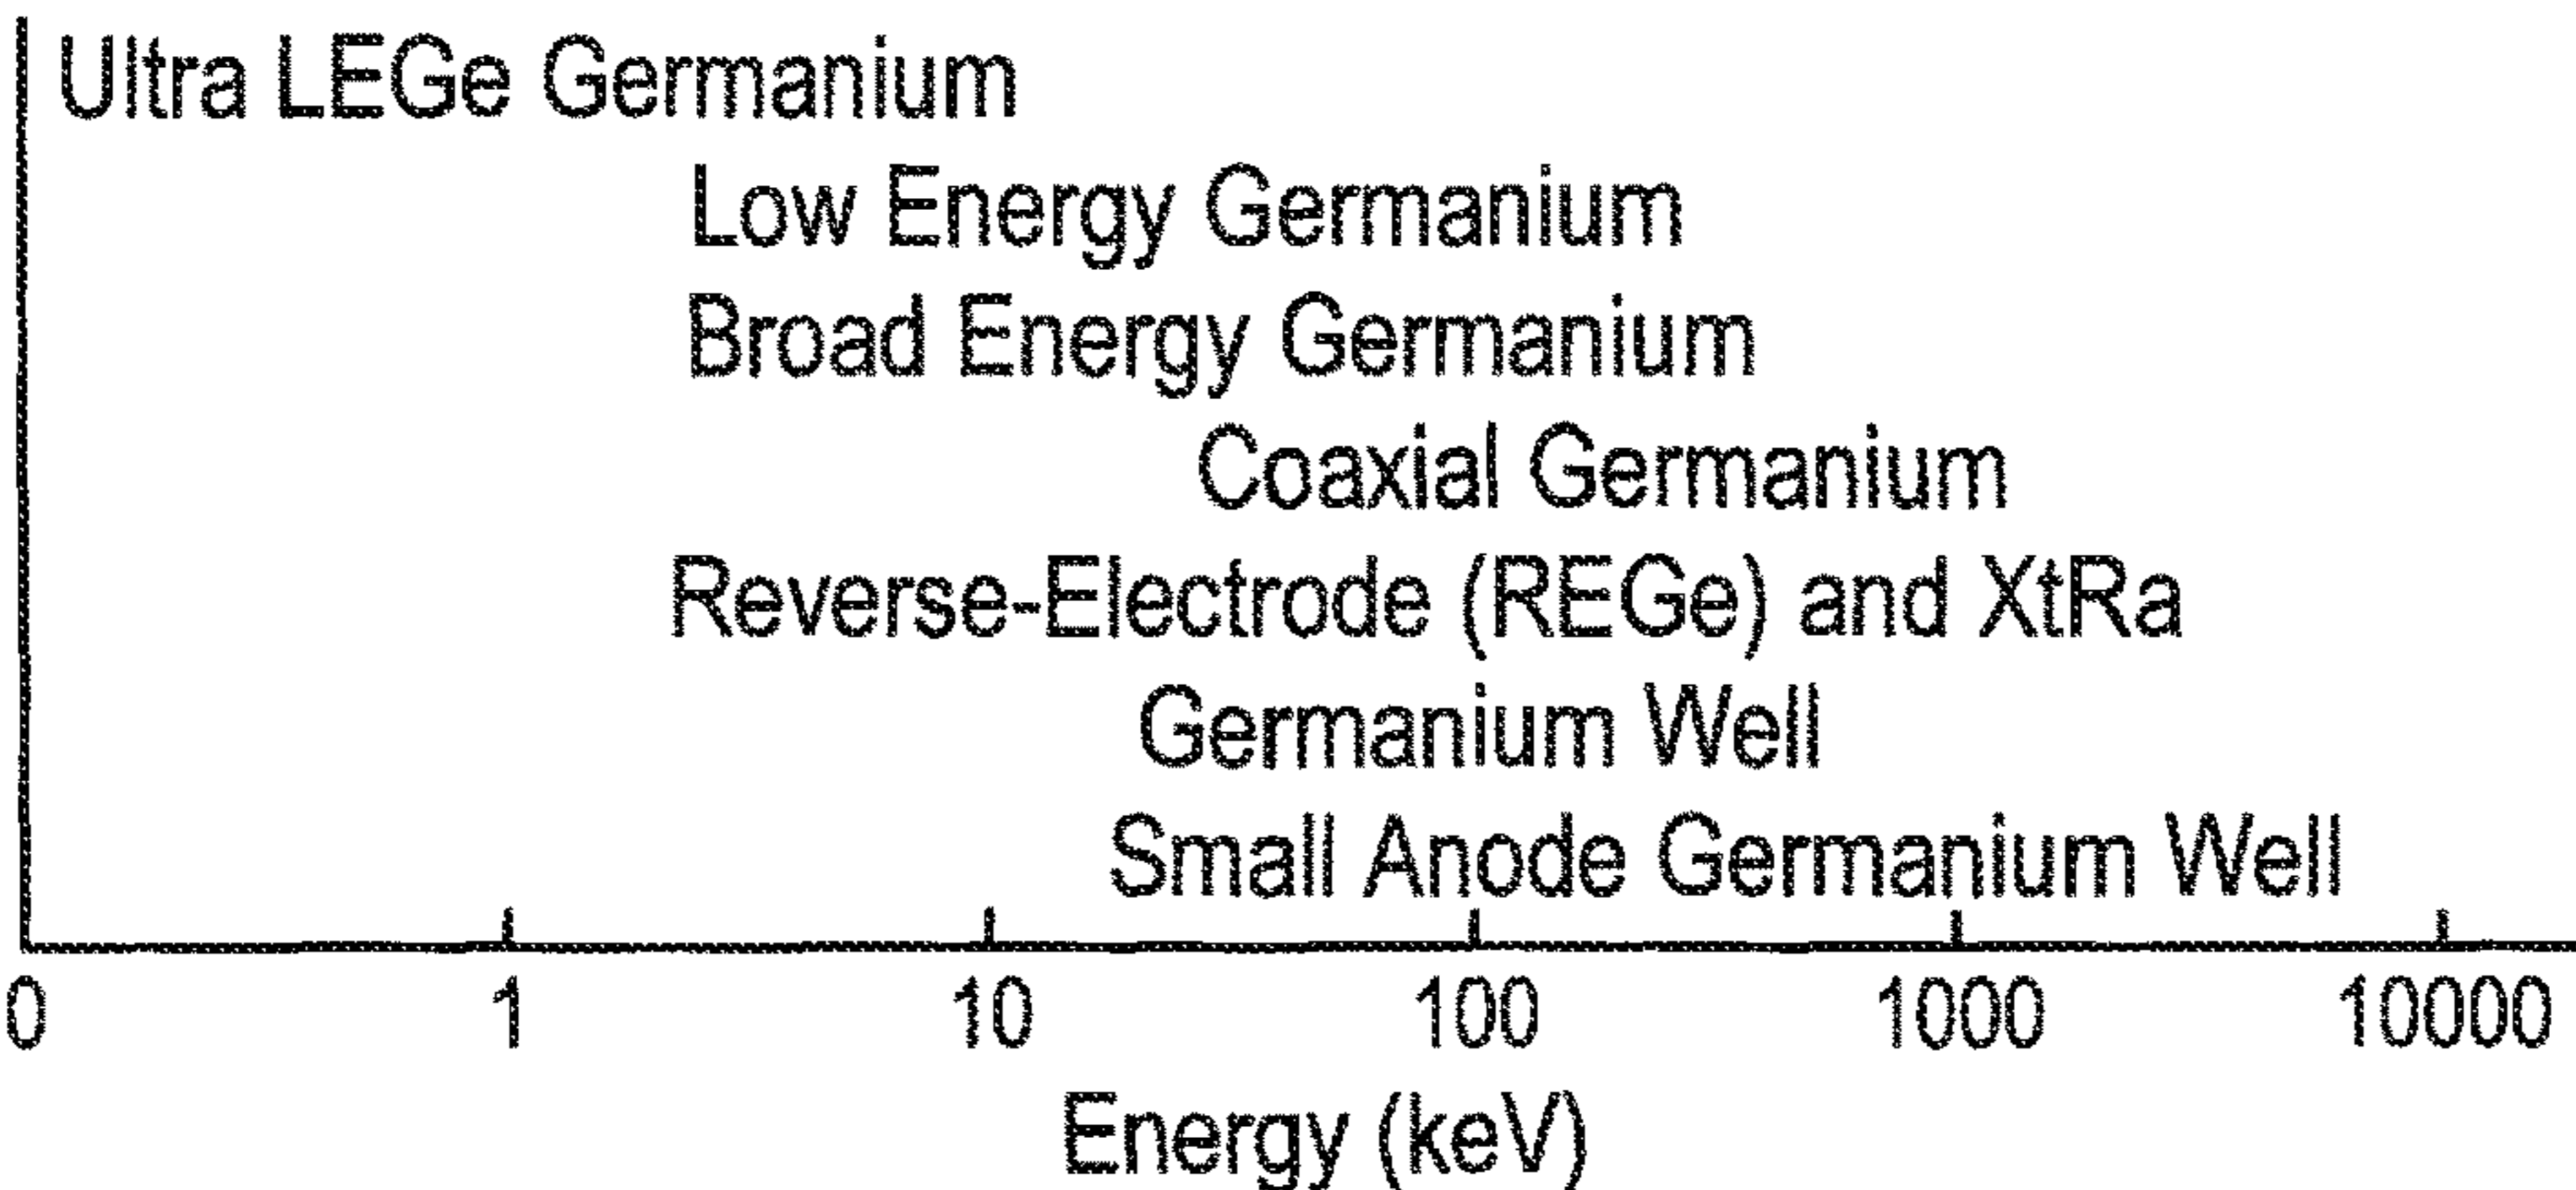 Ultra LEGe Germanium
Low Energy Germanium
Broad Energy Germanium
Coaxial Germanium
Reverse-Electrode (REGe) and XtRa
Germanium Well
Small Anode Germanium Well
0 1 10 100 1000 10000
Energy (keV)